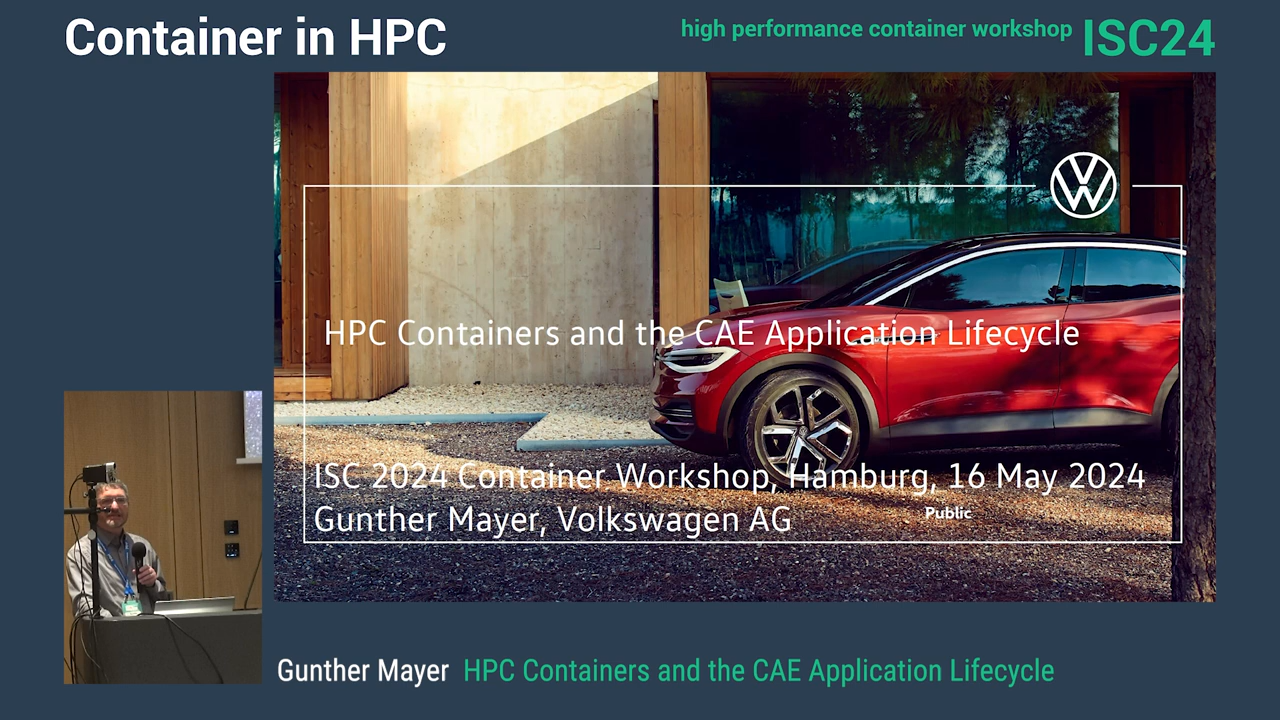 Container in HPC
high performance container workshop ISC24
HPC Containers and the CAE Application Lifecycle
ISC 2024 Container Workshop, Hamburg, 16 May 2024
Gunther Mayer, Volkswagen AG
Public
Gunther Mayer HPC Containers and the CAE Application Lifecycle